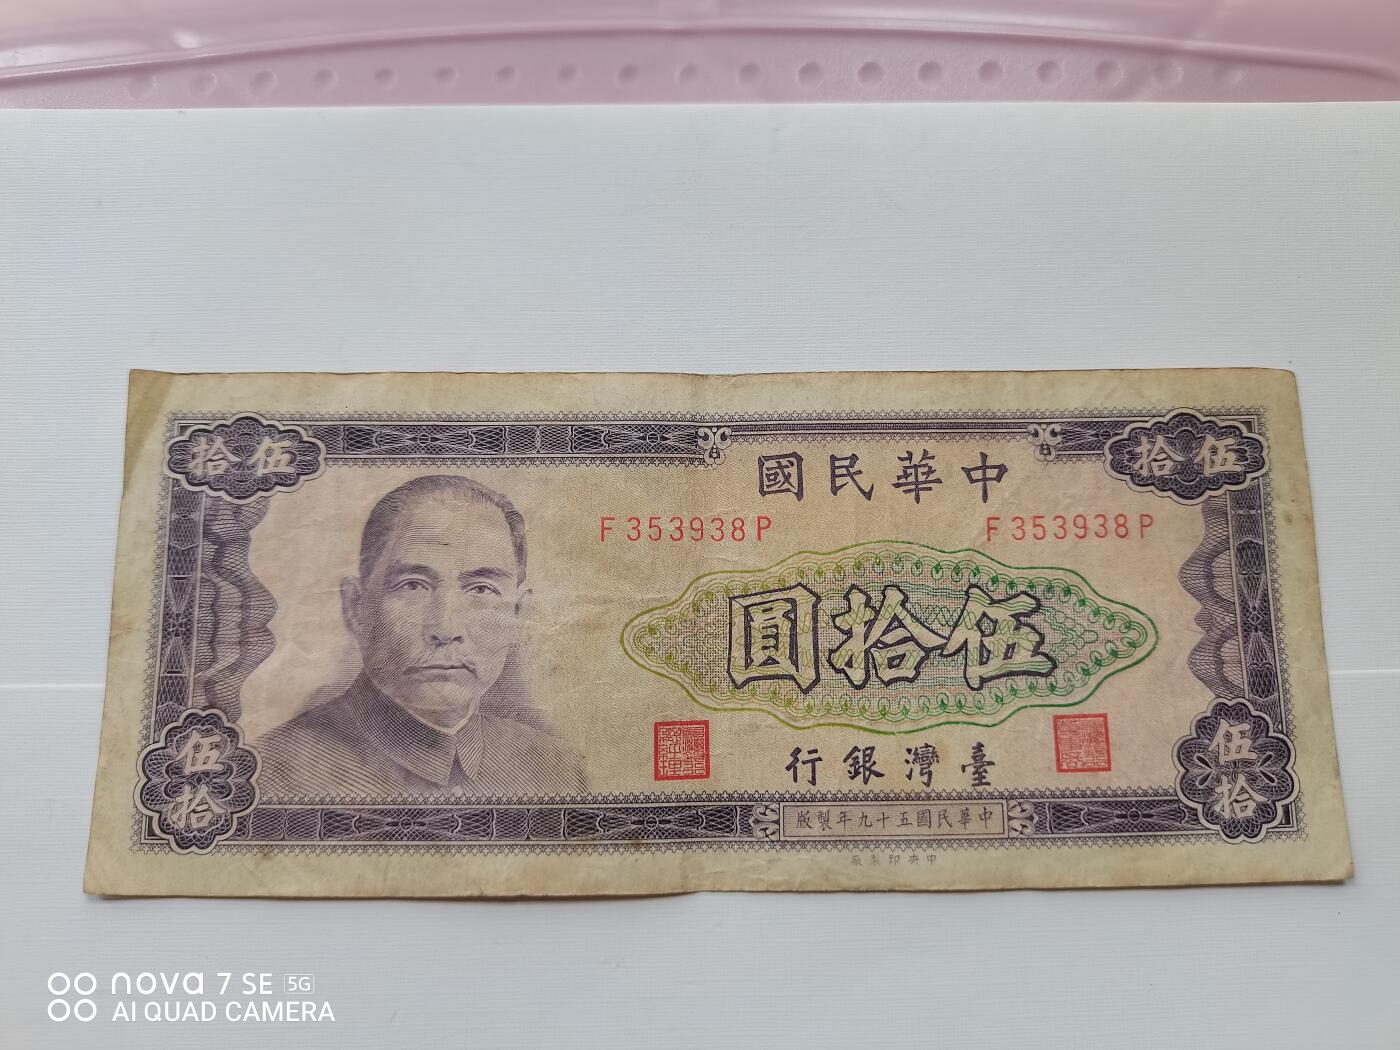 伍拾
伍拾
中華民國
F353938P
F353938P
伍拾圓
臺灣銀行
伍拾
伍拾
中華民國五十九年製版
中央印製廠
nova 7 SE 5G
AI QUAD CAMERA